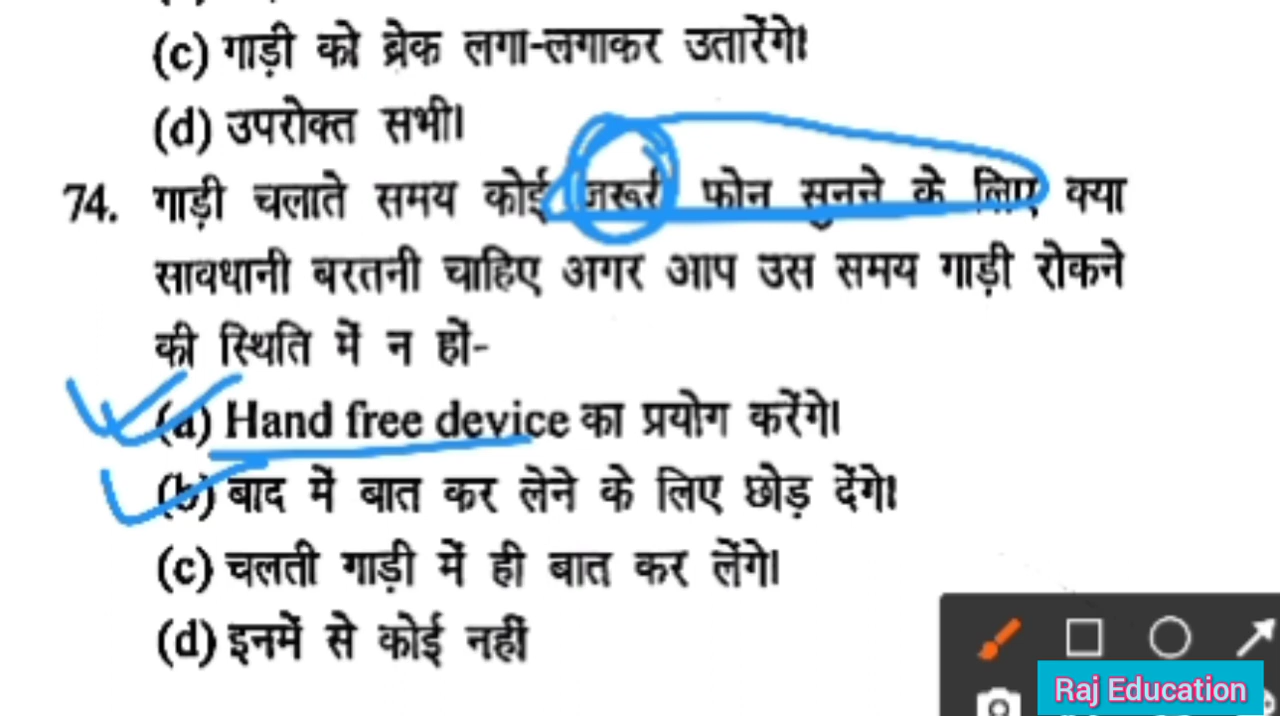 (c) गाड़ी को ब्रेक लगा-लगाकर उतारेंगे।
(d) उपरोक्त सभी।
74. गाड़ी चलाते समय कोई जरूरी फोन सुनने के लिए क्या
सावधानी बरतनी चाहिए अगर आप उस समय गाड़ी रोकने
की स्थिति में न हों-
(a) Hand free device का प्रयोग करेंगे।
(b) बाद में बात कर लेने के लिए छोड़ देंगे।
(c) चलती गाड़ी में ही बात कर लेंगे।
(d) इनमें से कोई नहीं
Raj Education